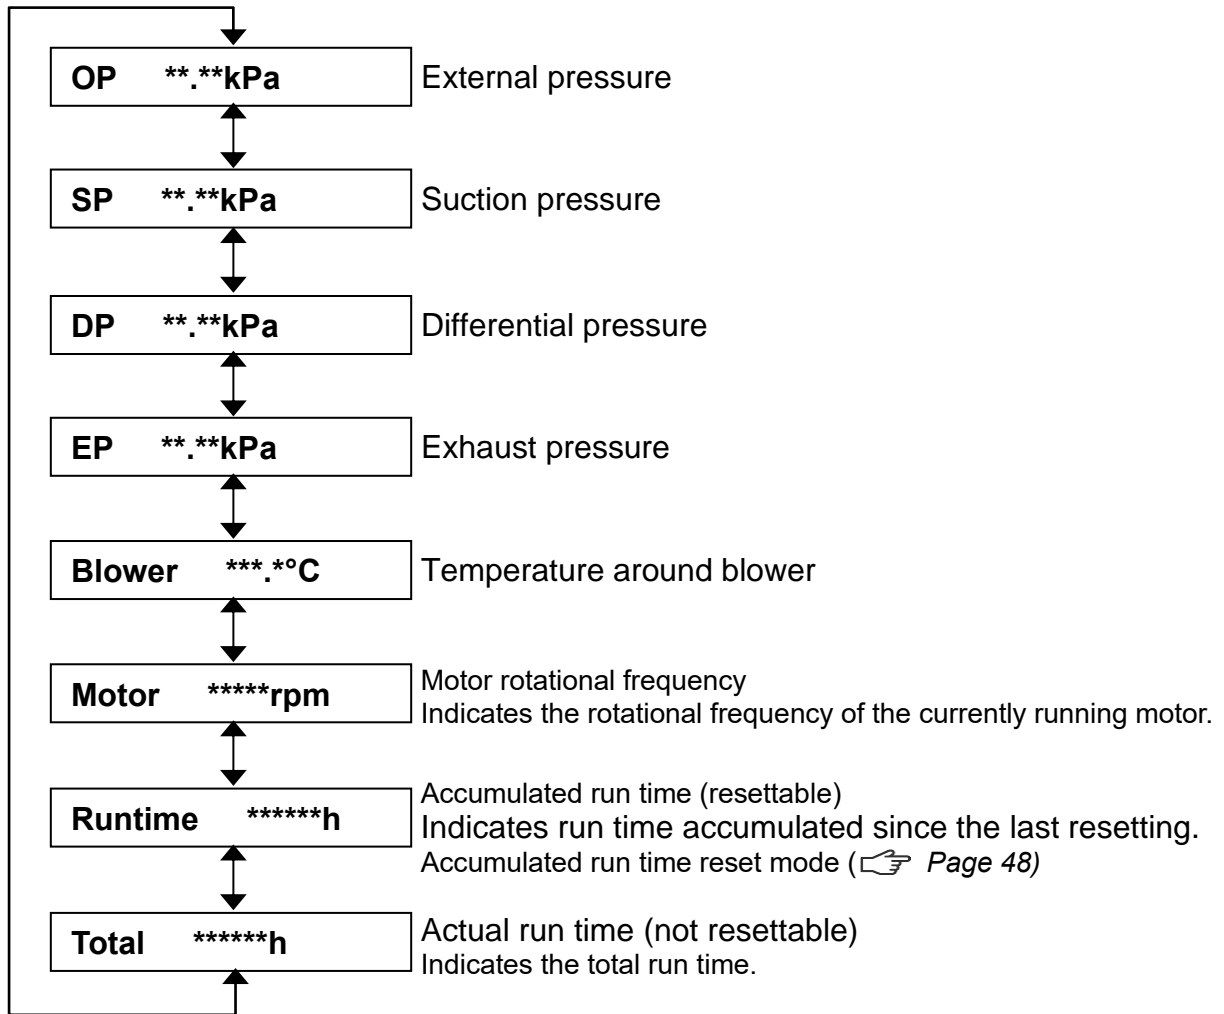 OP **.**kPa External pressure
SP **.**kPa Suction pressure
DP **.**kPa Differential pressure
EP **.**kPa Exhaust pressure
Blower ***.*°C Temperature around blower
Motor *****rpm Motor rotational frequency
Indicates the rotational frequency of the currently running motor.
Accumulated run time (resettable)
Runtime ******h Indicates run time accumulated since the last resetting.
Accumulated run time reset mode (☞ Page 48)
Total ******h Actual run time (not resettable)
Indicates the total run time.